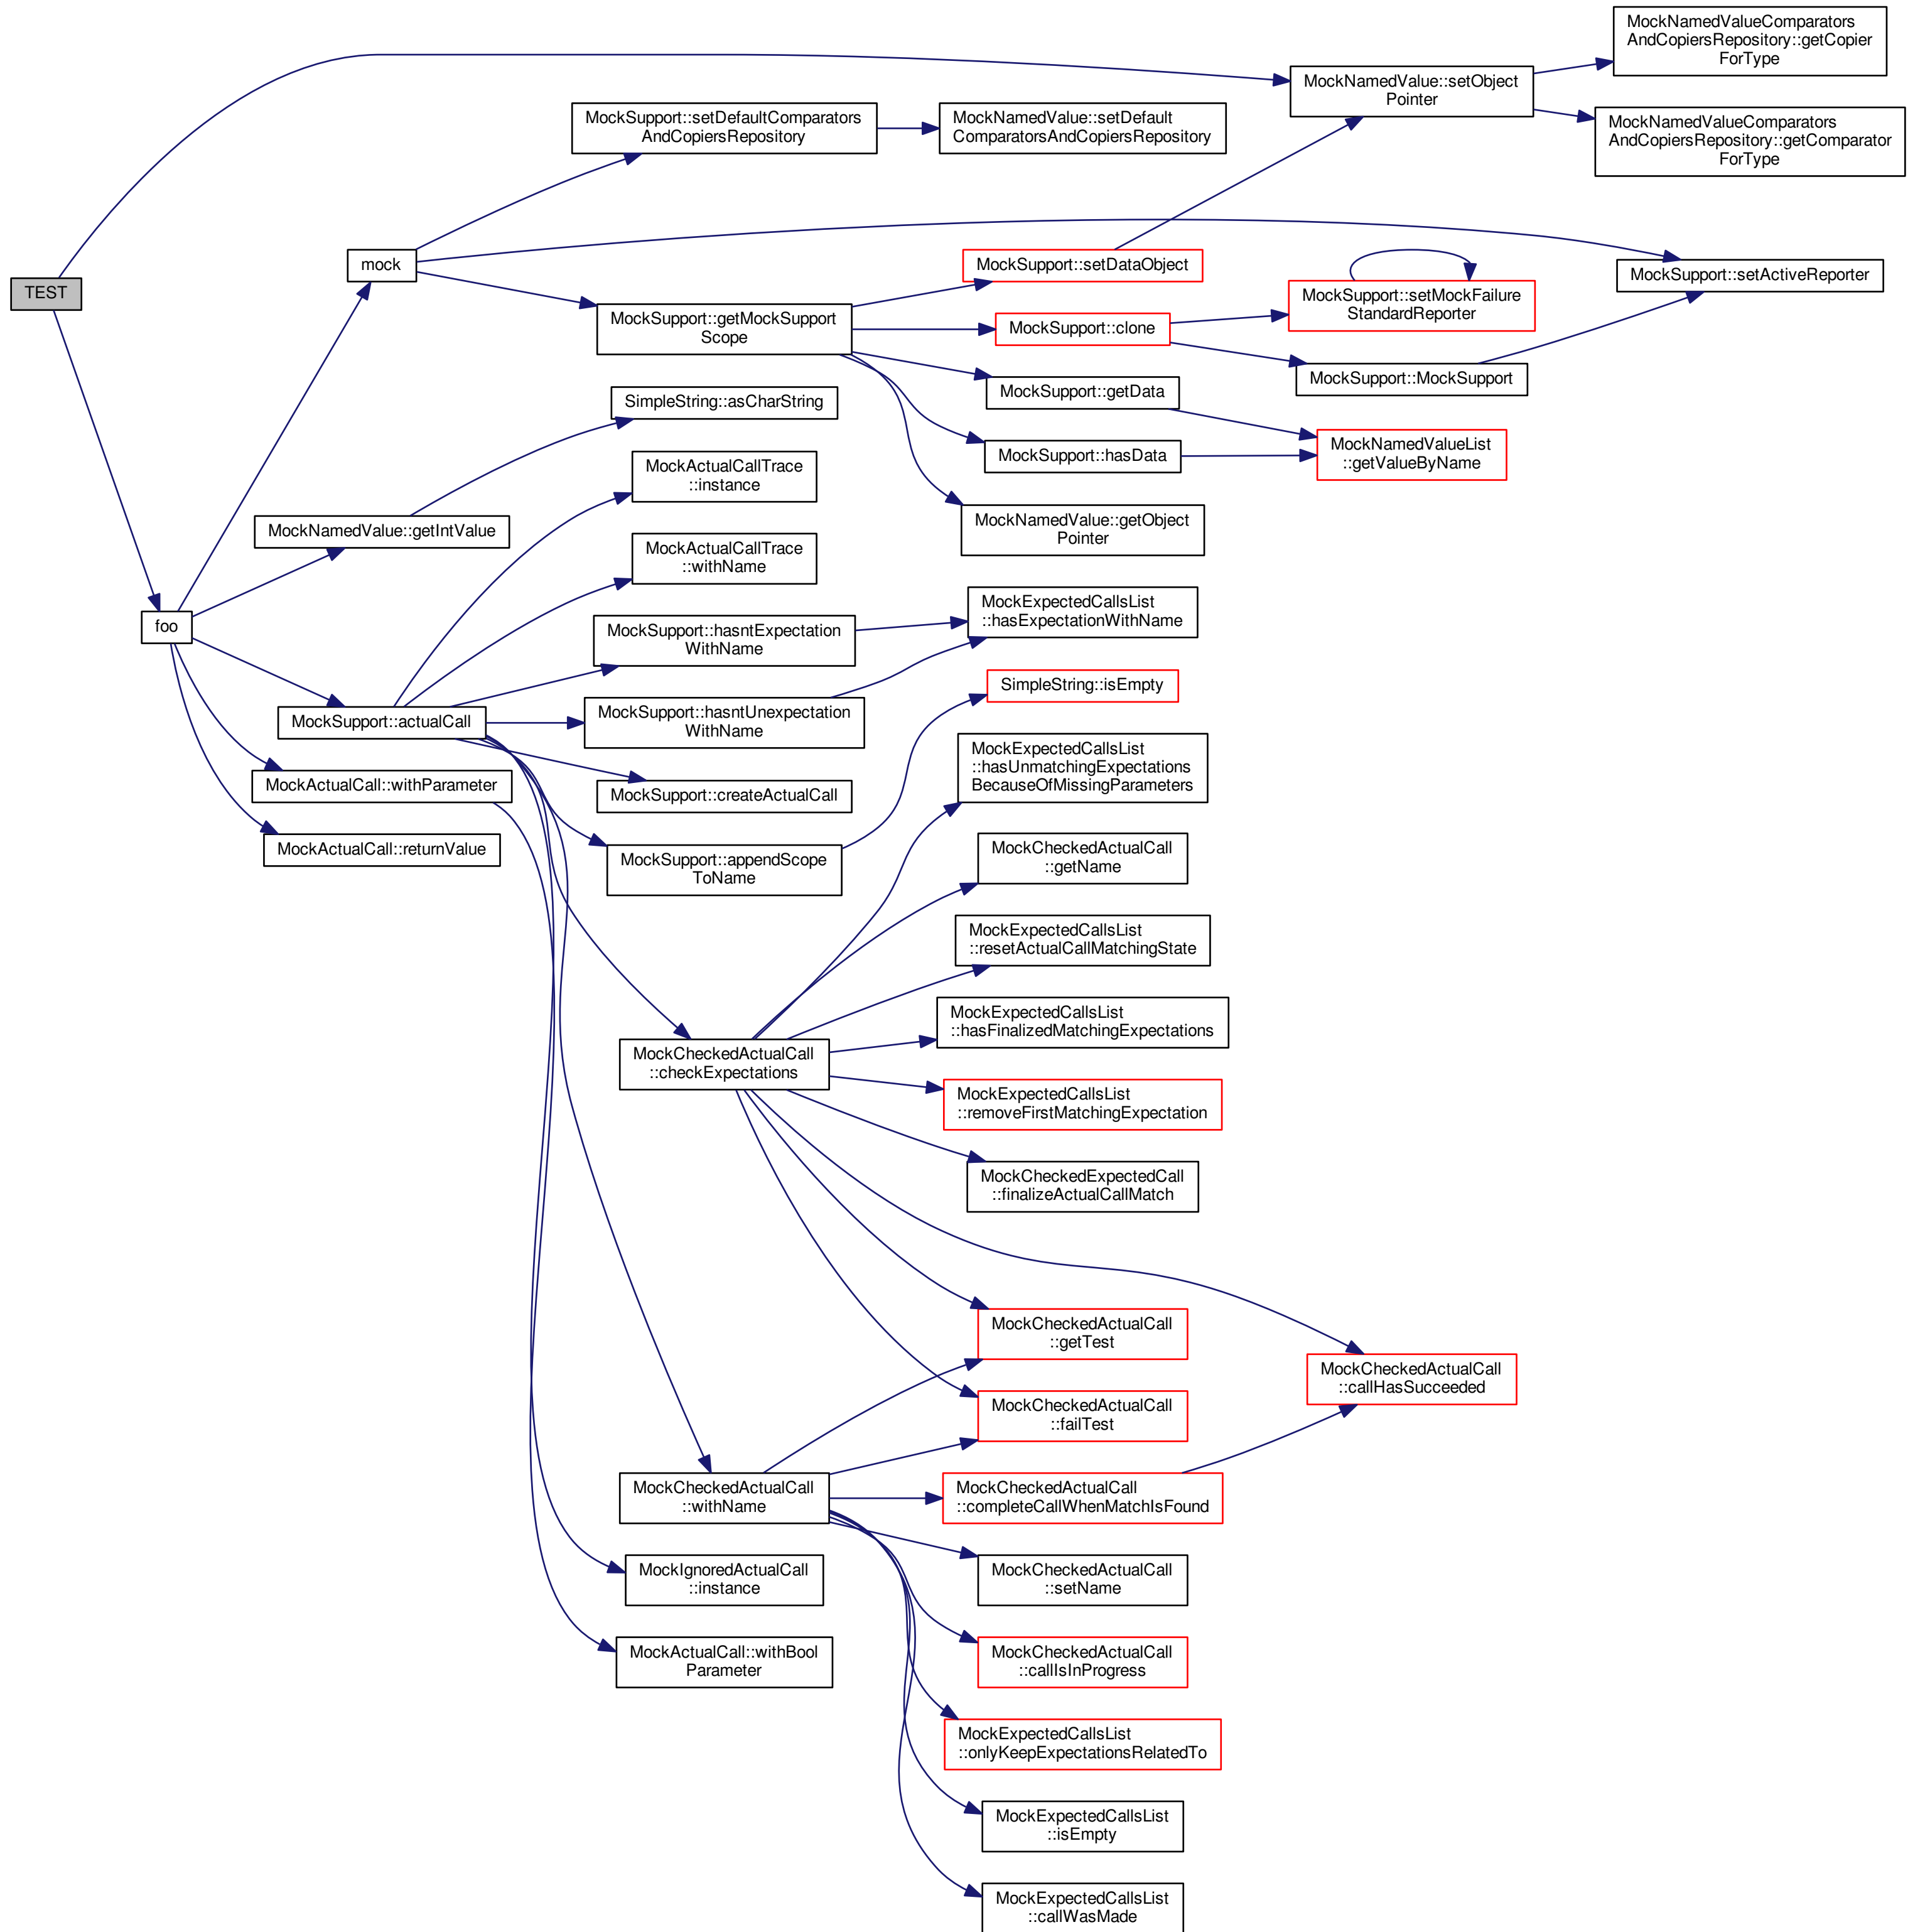 MockNamedValueComparators
AndCopiersRepository::getCopier
ForType
MockNamedValue::setObject
Pointer
MockSupport::setDefaultComparators
AndCopiersRepository
MockNamedValue::setDefault
ComparatorsAndCopiersRepository
MockNamedValueComparators
AndCopiersRepository::getComparator
ForType
mock
MockSupport::setDataObject
MockSupport::setActiveReporter
TEST
MockSupport::getMockSupport
Scope
MockSupport::clone
MockSupport::setMockFailure
StandardReporter
MockSupport::MockSupport
MockSupport::getData
SimpleString::asCharString
MockSupport::hasData
MockNamedValueList
::getValueByName
MockActualCallTrace
::instance
MockNamedValue::getIntValue
MockNamedValue::getObject
Pointer
MockActualCallTrace
::withName
foo
MockSupport::hasntExpectation
WithName
MockExpectedCallsList
::hasExpectationWithName
SimpleString::isEmpty
MockSupport::actualCall
MockSupport::hasntUnexpectation
WithName
MockExpectedCallsList
::hasUnmatchingExpectations
BecauseOfMissingParameters
MockActualCall::withParameter
MockSupport::createActualCall
MockActualCall::returnValue
MockSupport::appendScope
ToName
MockCheckedActualCall
::getName
MockExpectedCallsList
::resetActualCallMatchingState
MockExpectedCallsList
::hasFinalizedMatchingExpectations
MockCheckedActualCall
::checkExpectations
MockExpectedCallsList
::removeFirstMatchingExpectation
MockCheckedExpectedCall
::finalizeActualCallMatch
MockCheckedActualCall
::getTest
MockCheckedActualCall
::callHasSucceeded
MockCheckedActualCall
::failTest
MockCheckedActualCall
::withName
MockCheckedActualCall
::completeCallWhenMatchIsFound
MockIgnoredActualCall
::instance
MockCheckedActualCall
::setName
MockActualCall::withBool
Parameter
MockCheckedActualCall
::callIsInProgress
MockExpectedCallsList
::onlyKeepExpectationsRelatedTo
MockExpectedCallsList
::isEmpty
MockExpectedCallsList
::callWasMade